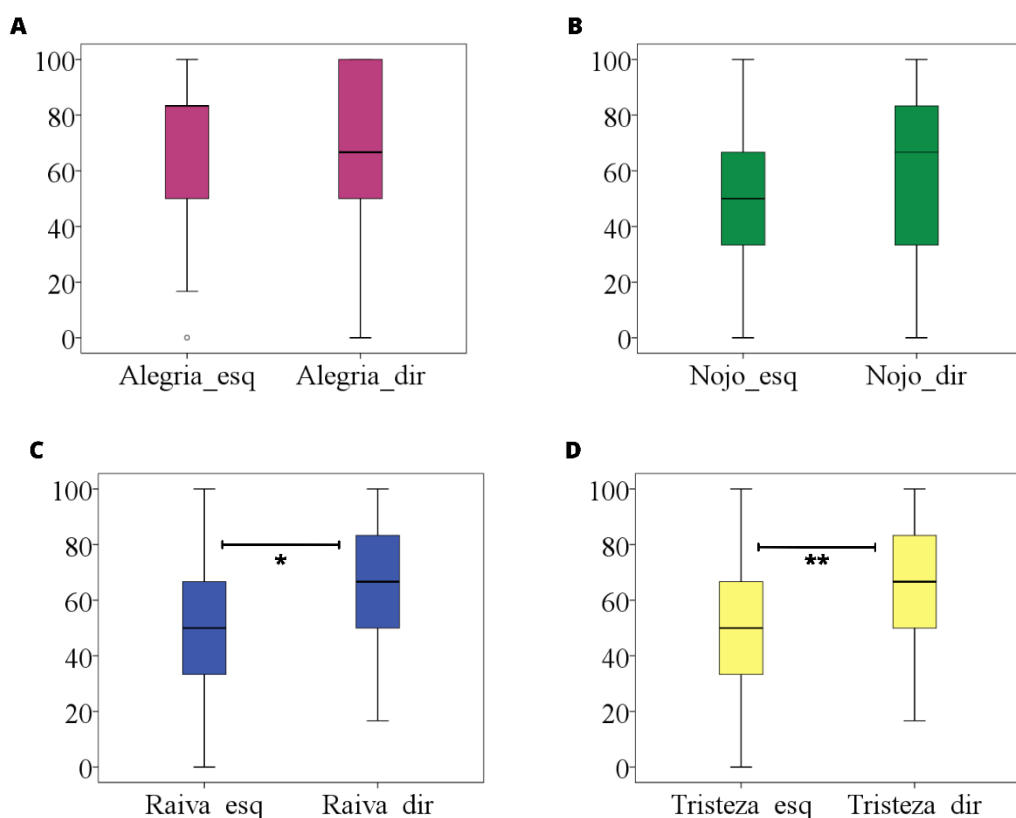 A
100
80
60
40
20
0
Alegria_esq
Alegria_dir
B
100
80
60
40
20
0
Nojo_esq
Nojo_dir
C
100
80
60
40
20
0
*
Raiva_esq
Raiva_dir
D
100
80
60
40
20
0
**
Tristeza_esq
Tristeza_dir